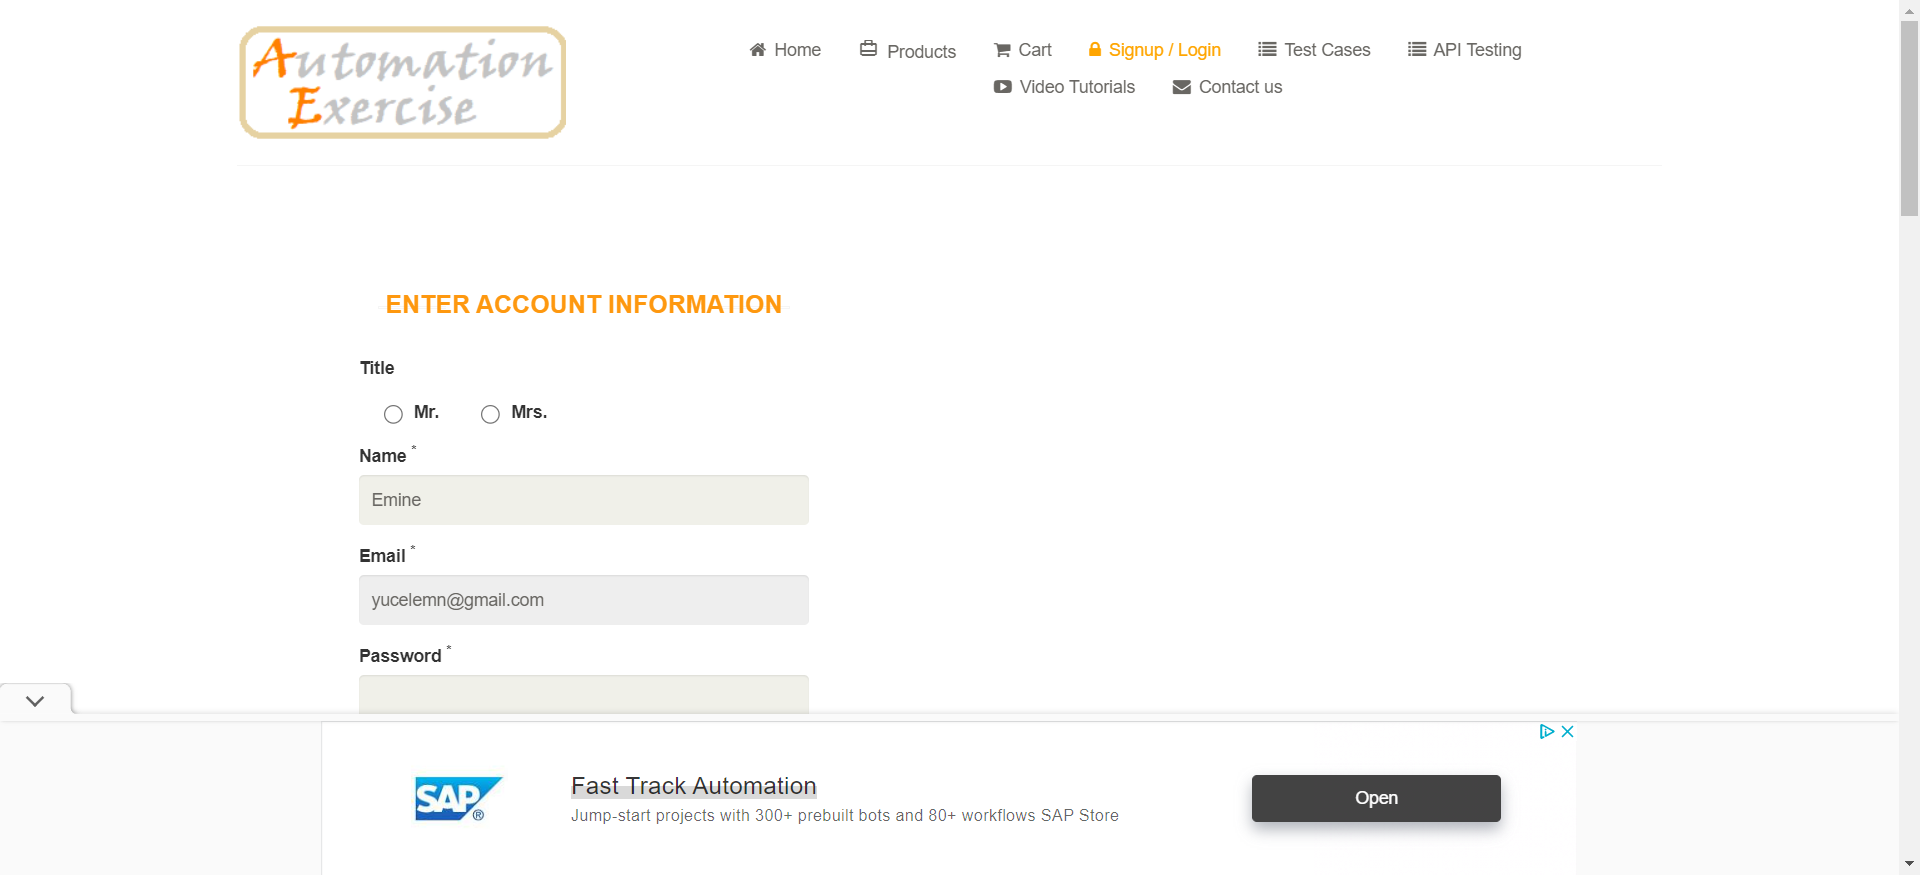 Automation
Exercise
Home
Products
Cart
Signup / Login
Test Cases
API Testing
Video Tutorials
Contact us
ENTER ACCOUNT INFORMATION
Title
Mr.
Mrs.
Name *
Emine
Email *
yucelemn@gmail.com
Password *
SAP®
Fast Track Automation
Jump-start projects with 300+ prebuilt bots and 80+ workflows SAP Store
Open